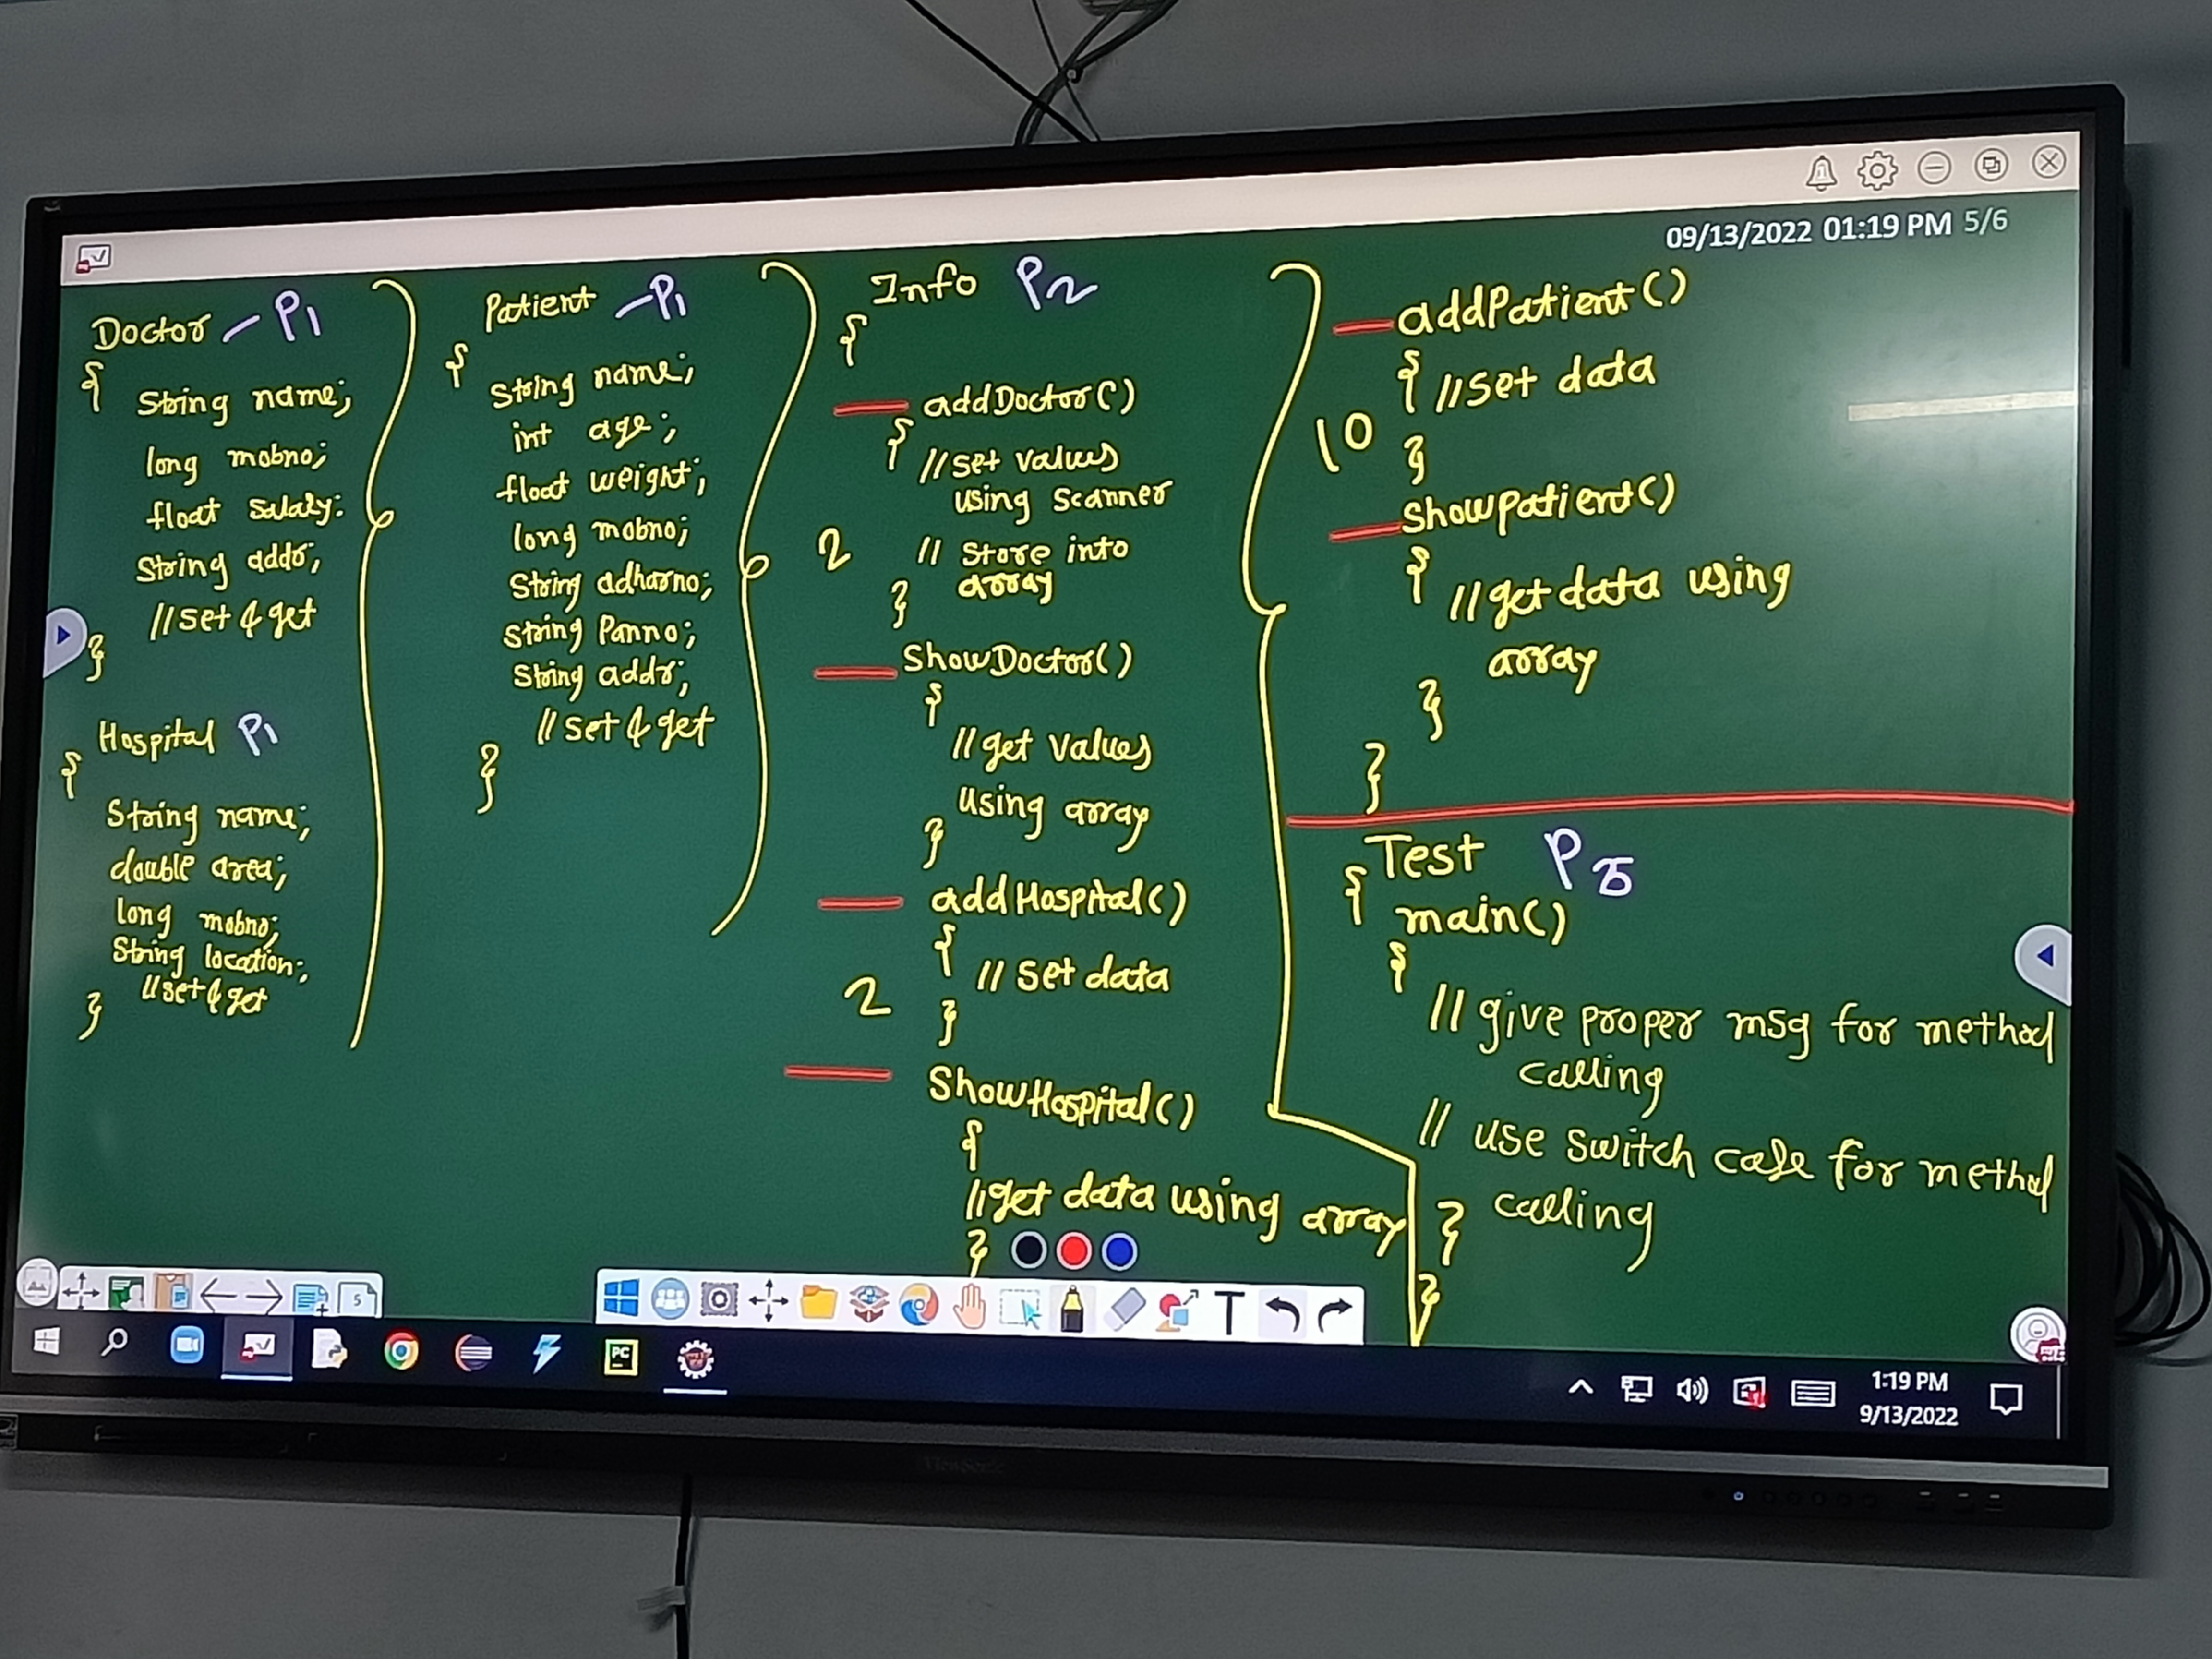 09/13/2022 01:19 PM 5/6
Doctor - P1
{
String name;
long mobno;
float salary:
String addr;
// set & get
}
Hospital P1
{
String name;
double area;
long mobno;
String location;
// set & get
}
Patient - P1
{
String name;
int age;
float weight;
long mobno;
String adharno;
String Panno;
String addr;
// set & get
}
Info P2
{
addDoctor()
{
// set values
using Scanner
2
// Store into
array
}
ShowDoctor()
{
// get values
using array
}
addHospital()
{
// set data
2
}
ShowHospital()
{
// get data using array
}
addPatient()
{ // set data
10
}
ShowPatient()
{
// get data using
array
}
}
Test P3
{
main()
{
// give proper msg for method
calling
// use switch case for method
calling
}
}
5
T
PC
1:19 PM
9/13/2022
ViewSonic